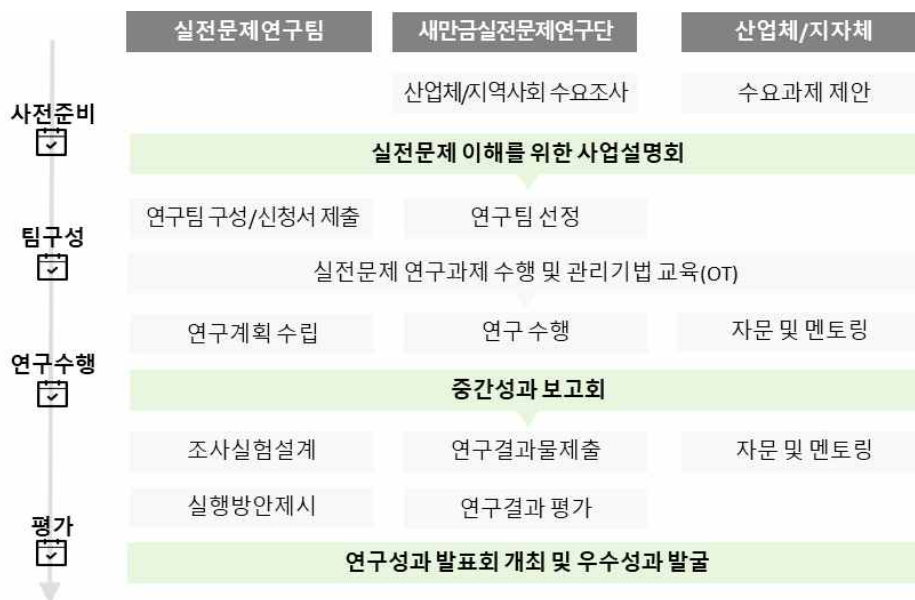 실전문제연구팀 새만금실전문제연구단 산업체/지자체
산업체/지역사회 수요조사 수요과제 제안
사전준비
실전문제 이해를 위한 사업설명회
연구팀 구성/신청서 제출 연구팀 선정
팀구성
실전문제 연구과제 수행 및 관리기법 교육(OT)
연구계획 수립 연구 수행 자문 및 멘토링
연구수행
중간성과 보고회
조사실험설계 연구결과물제출 자문 및 멘토링
실행방안제시 연구결과 평가
평가
연구성과 발표회 개최 및 우수성과 발굴